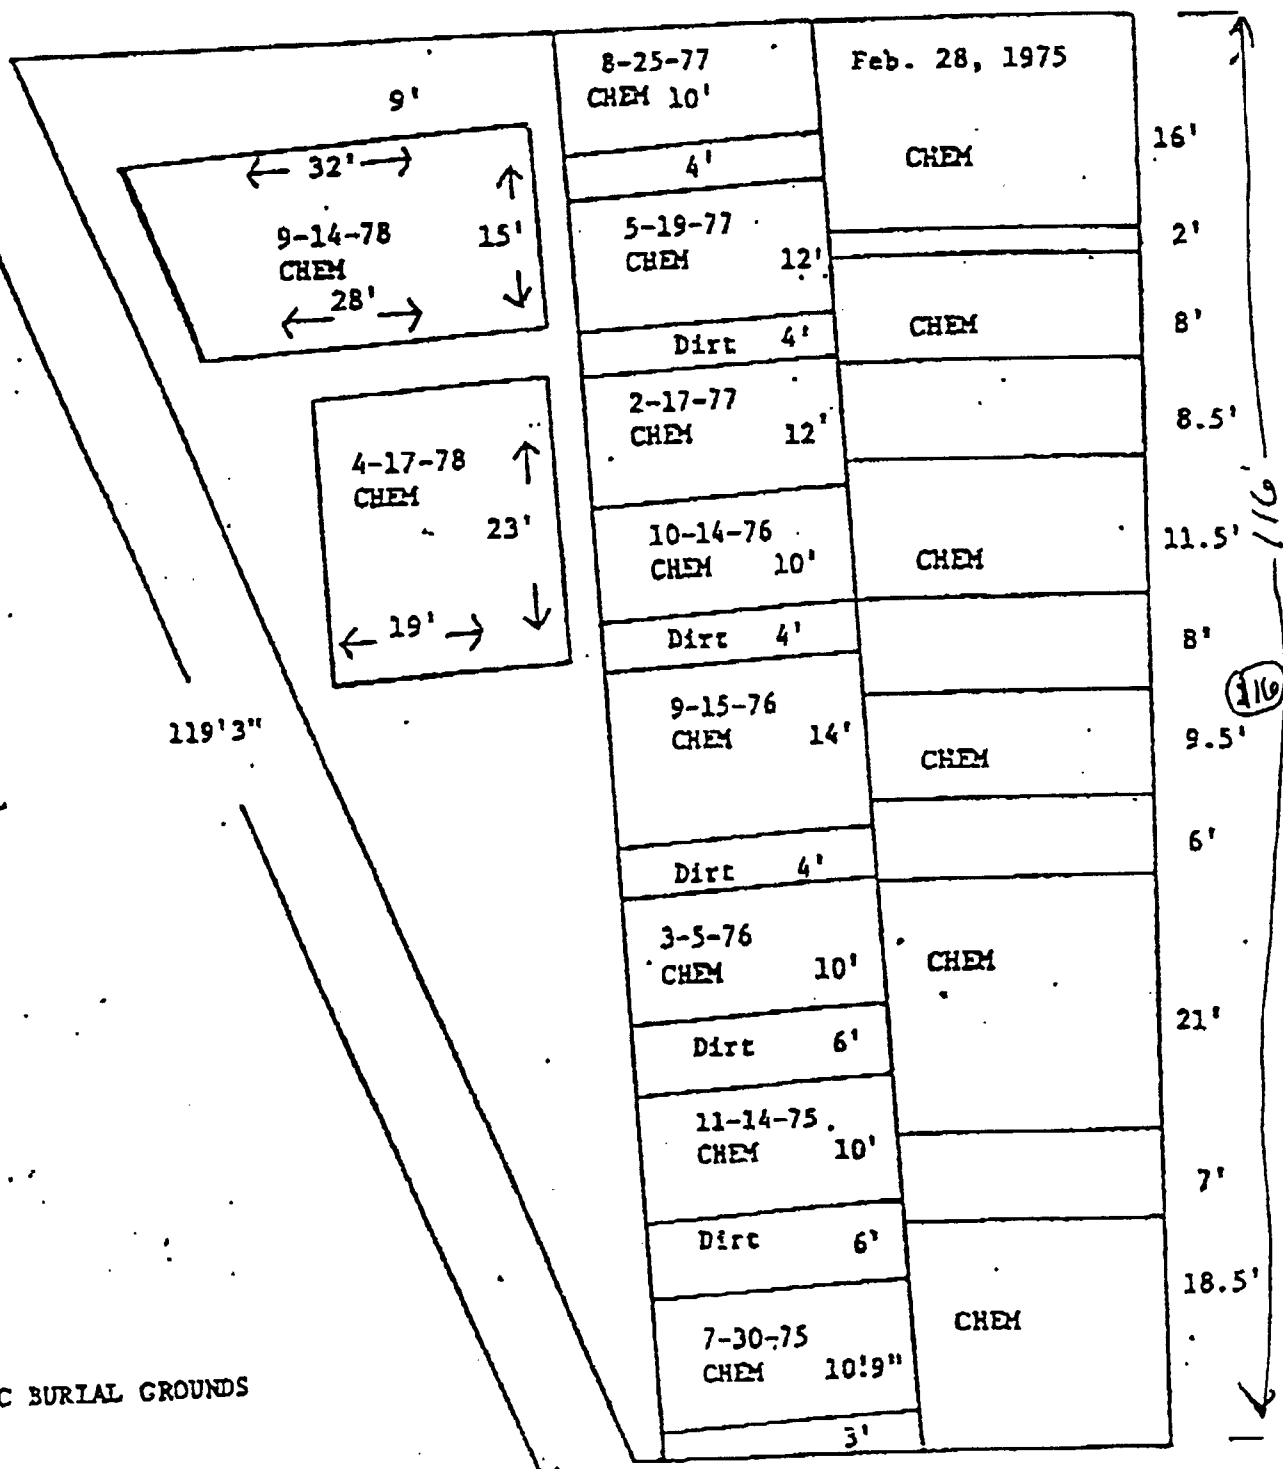 9'
← 32' →
9-14-78
CHEM
15'
28'
4-17-78
CHEM
23'
← 19' →
119'3"
8-25-77
CHEM 10'
4'
5-19-77
CHEM 12'
Dirt 4'
2-17-77
CHEM 12'
10-14-76
CHEM 10'
Dirt 4'
9-15-76
CHEM 14'
Dirt 4'
3-5-76
CHEM 10'
Dirt 6'
11-14-75
CHEM 10'
Dirt 6'
7-30-75
CHEM 10'9"
3'
Feb. 28, 1975
CHEM
CHEM
CHEM
CHEM
CHEM
CHEM
16'
2'
8'
8.5'
11.5'
8'
9.5'
6'
21'
7'
18.5'
116'
116
C BURIAL GROUNDS